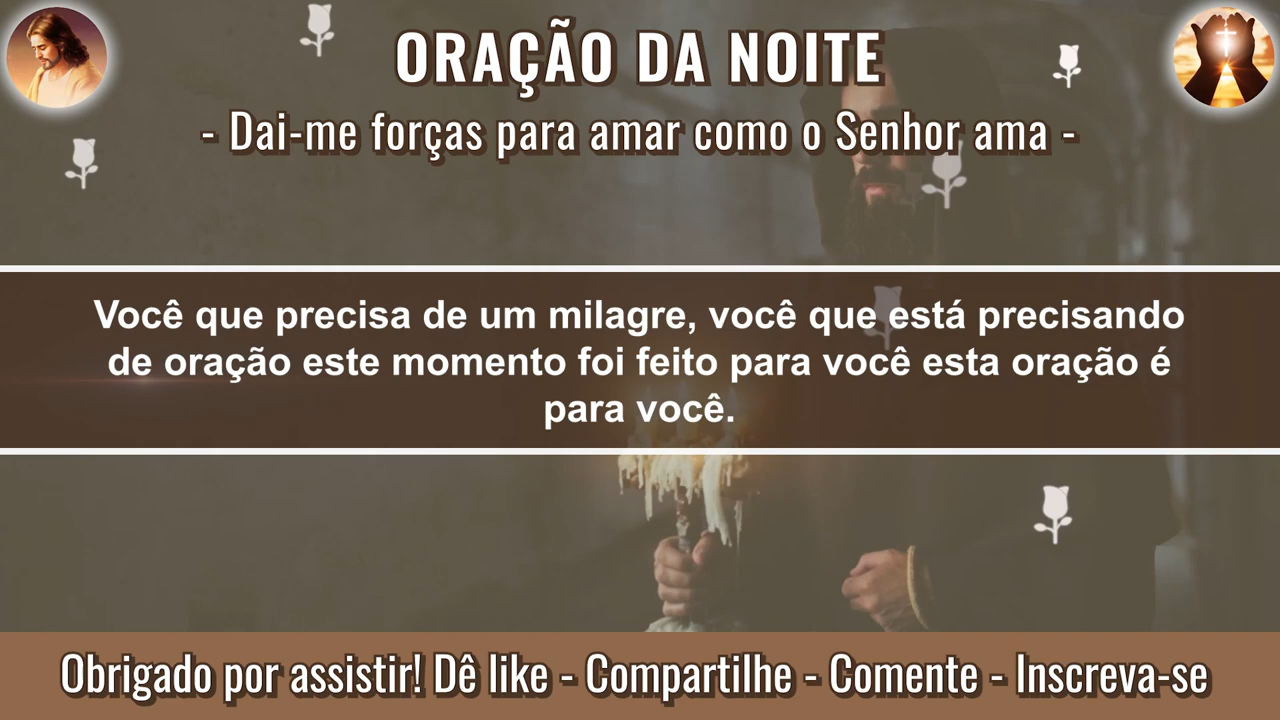 ORAÇÃO DA NOITE
- Dai-me forças para amar como o Senhor ama -
Você que precisa de um milagre, você que está precisando
de oração este momento foi feito para você esta oração é
para você.
Obrigado por assistir! Dê like - Compartilhe - Comente - Inscreva-se